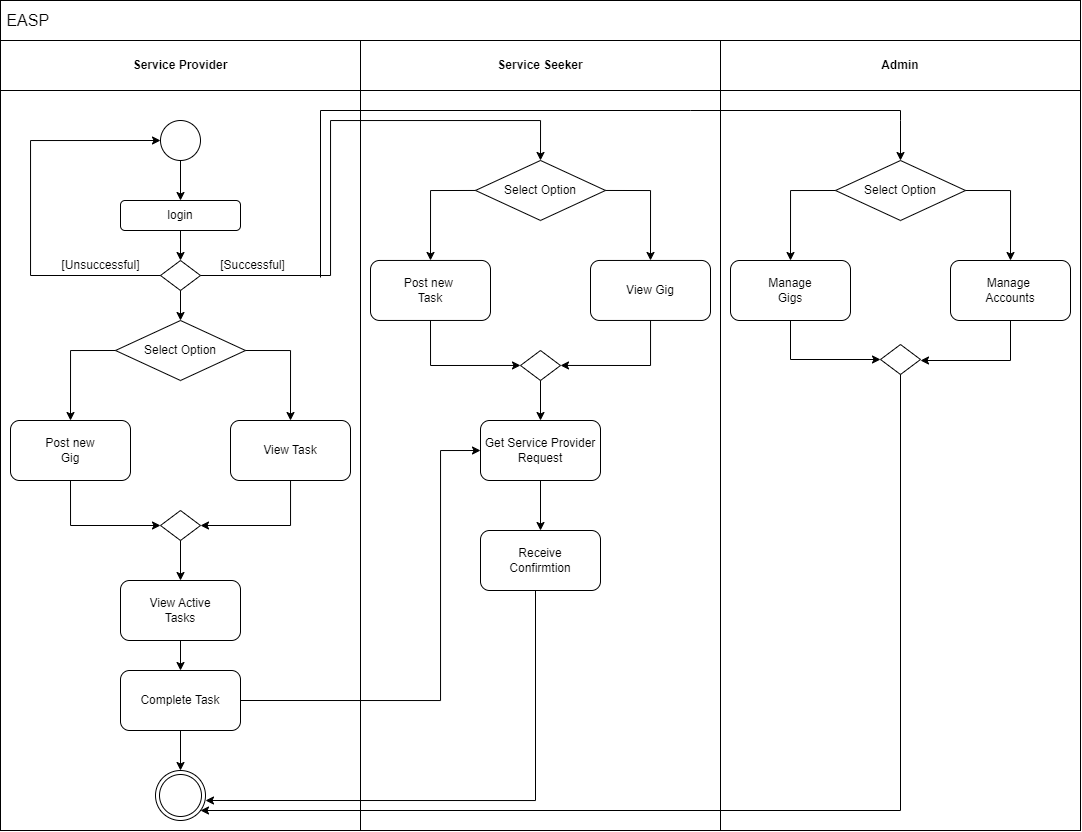 EASP
Service Provider
Service Seeker
Admin
login
[Unsuccessful]
[Successful]
Select Option
Post new
Gig
View Task
View Active
Tasks
Complete Task
Select Option
Post new
Task
View Gig
Get Service Provider
Request
Receive
Confirmtion
Select Option
Manage
Gigs
Manage
Accounts